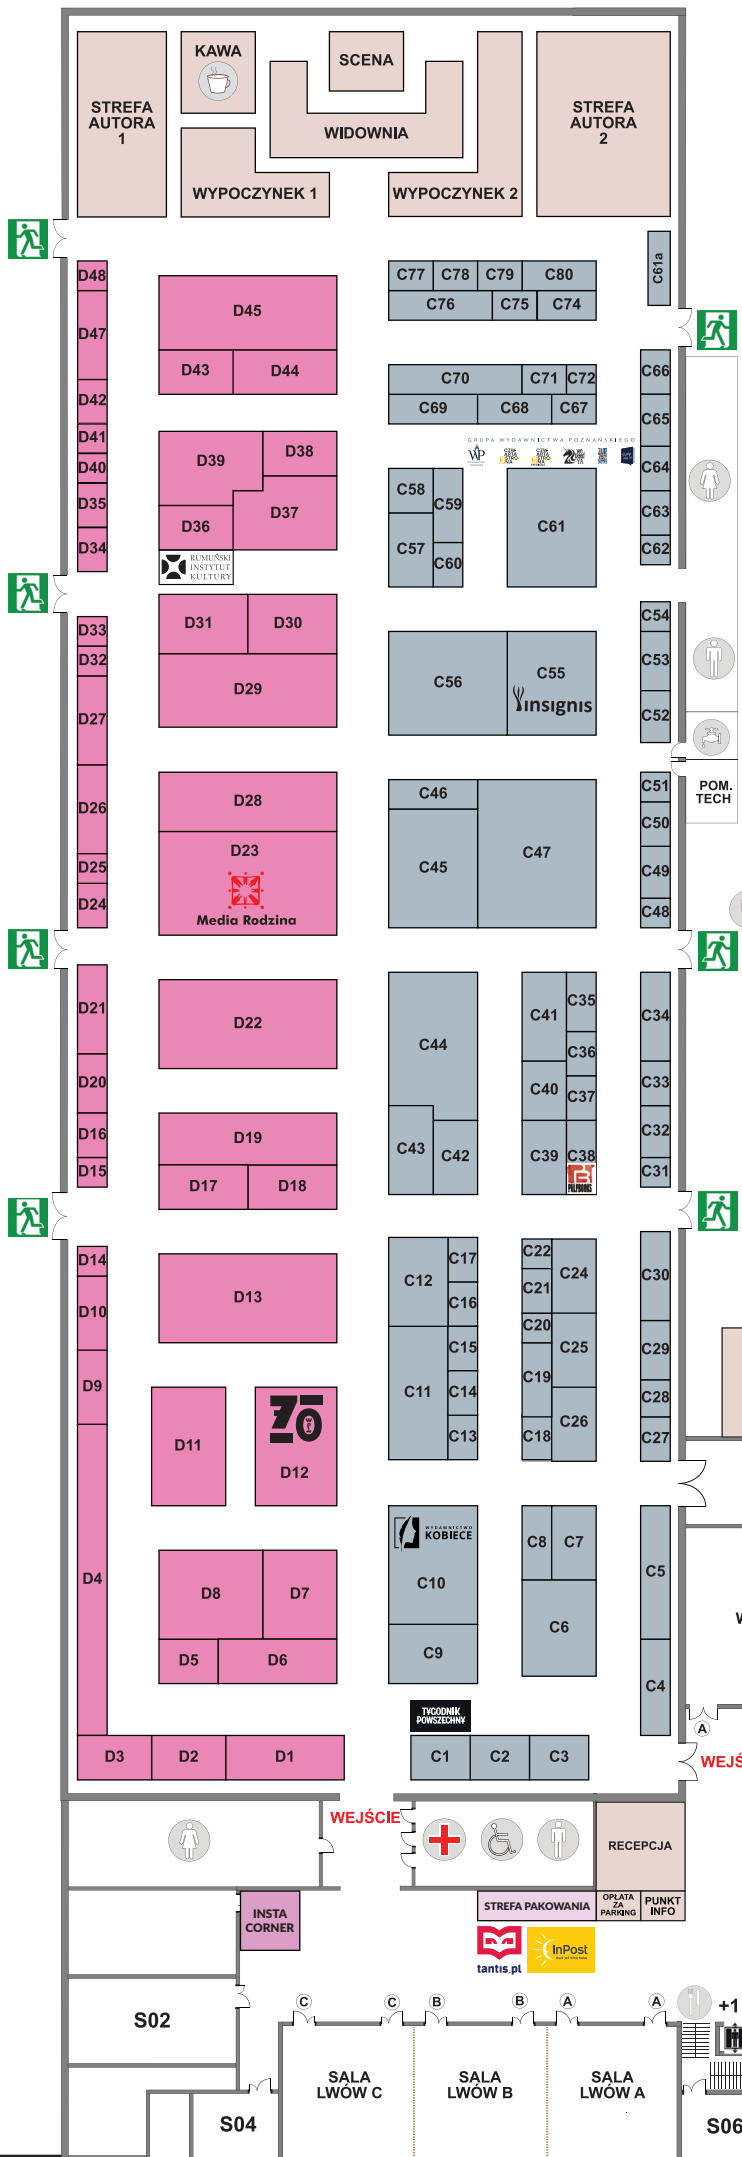 KAWA
SCENA
STREFA
AUTORA
1
STREFA
AUTORA
2
WIDOWNIA
WYPOCZYNEK 1
WYPOCZYNEK 2
D48
D47
D42
D41
D40
D35
D34
D45
D43
D44
D39
D38
D36
D37
RUMUŃSKI
INSTYTUT
KULTURY
C77
C78
C79
C80
C76
C75
C74
C61a
C70
C71
C72
C69
C68
C67
GRUPA WYDAWNICTWA POZNAŃSKIEGO
C58
C59
C57
C60
C61
C66
C65
C64
C63
C62
D33
D32
D27
D26
D25
D24
D31
D30
D29
D28
D23
Media Rodzina
C56
C55
insignis
C54
C53
C52
POM.
TECH
C46
C45
C47
C51
C50
C49
C48
D21
D20
D16
D15
D22
D19
D17
D18
C44
C43
C42
C41
C35
C36
C40
C37
C39
C38
PULPBOOKS
C34
C33
C32
C31
D14
D10
D9
D4
D13
D11
70
D12
D8
D7
D5
D6
D3
D2
D1
C12
C17
C16
C11
C15
C14
C13
C22
C21
C24
C20
C19
C25
C18
C26
C30
C29
C28
C27
WYDAWNICTWO
KOBIECE
C10
C9
C8
C7
C6
C5
C4
TYGODNIK
POWSZECHNY
C1
C2
C3
A
WEJŚ
WEJŚCIE
RECEPCJA
INSTA
CORNER
STREFA PAKOWANIA
OPŁATA
ZA
PARKING
PUNKT
INFO
tantis.pl
InPost
S02
C
C
B
B
A
A
+1
SALA
LWÓW C
SALA
LWÓW B
SALA
LWÓW A
S04
S06